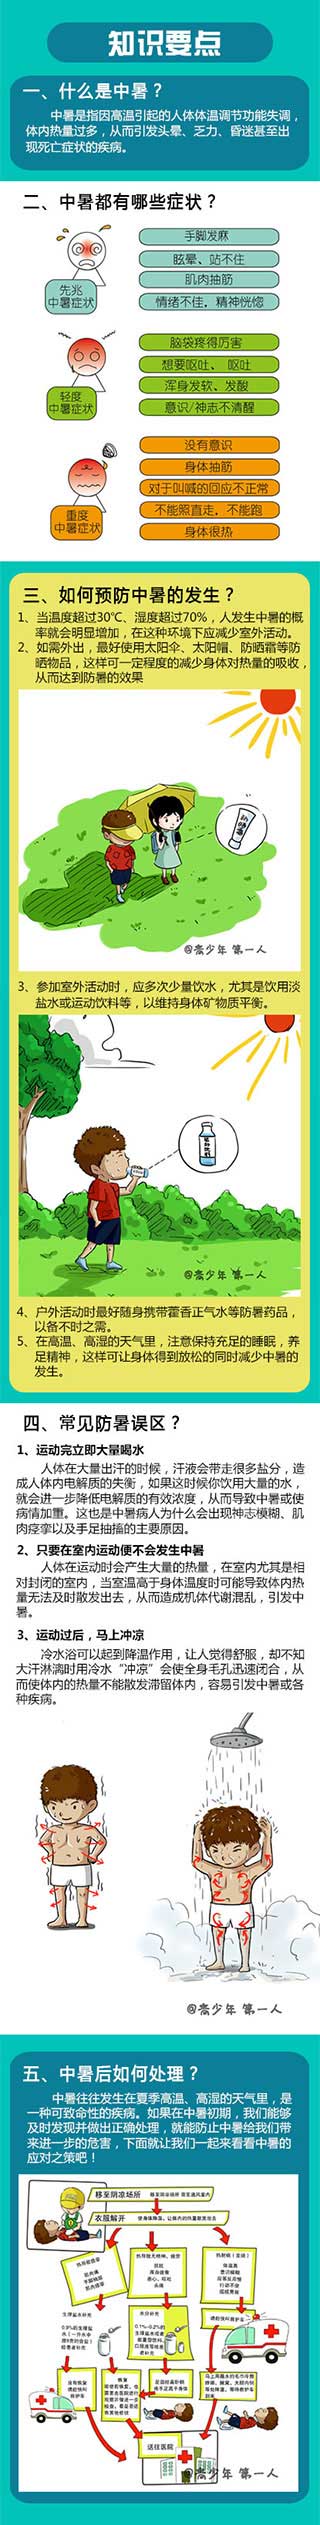 知识要点
一、什么是中暑？
中暑是指因高温引起的人体体温调节功能失调，
体内热量过多，从而引发头晕、乏力、昏迷甚至出
现死亡症状的疾病。
二、中暑都有哪些症状？
先兆
中暑症状
手脚发麻
眩晕、站不住
肌肉抽筋
情绪不佳，精神恍惚
轻度
中暑症状
脑袋疼得厉害
想要呕吐、呕吐
浑身发软、发酸
意识/神志不清醒
重度
中暑症状
没有意识
身体抽筋
对于叫喊的回应不正常
不能照直走，不能跑
身体很热
三、如何预防中暑的发生？
1、当温度超过30℃、湿度超过70%，人发生中暑的概
率就会明显增加，在这种环境下应减少室外活动。
2、如需外出，最好使用太阳伞、太阳帽、防晒霜等防
晒物品，这样可一定程度的减少身体对热量的吸收，
从而达到防暑的效果
防晒霜
@青少年 第一人
3、参加室外活动时，应多次少量饮水，尤其是饮用淡
盐水或运动饮料等，以维持身体矿物质平衡。
@青少年 第一人
4、户外活动时最好随身携带藿香正气水等防暑药品，
以备不时之需。
5、在高温、高湿的天气里，注意保持充足的睡眠，养
足精神，这样可让身体得到放松的同时减少中暑的
发生。
四、常见防暑误区？
1、运动完立即大量喝水
人体在大量出汗的时候，汗液会带走很多盐分，造
成人体内电解质的失衡，如果这时候你饮用大量的水，
就会进一步降低电解质的有效浓度，从而导致中暑或使
病情加重。这也是中暑病人为什么会出现神志模糊、肌
肉痉挛以及手足抽搐的主要原因。
2、只要在室内运动便不会发生中暑
人体在运动时会产生大量的热量，在室内尤其是相
对封闭的室内，当室温高于身体温度时可能导致体内热
量无法及时散发出去，从而造成机体代谢混乱，引发中
暑。
3、运动过后，马上冲凉
冷水浴可以起到降温作用，让人觉得舒服，却不知
大汗淋漓时用冷水“冲凉”会使全身毛孔迅速闭合，从
而使体内的热量不能散发滞留体内，容易引发中暑或各
种疾病。
@青少年 第一人
五、中暑后如何处理？
中暑往往发生在夏季高温、高湿的天气里，是
一种可致命性的疾病。如果在中暑初期，我们能够
及时发现并做出正确处理，就能防止中暑给我们带
来进一步的危害，下面就让我们一起来看看中暑的
应对之策吧！
移至阴凉场所
衣服解开
热射病（重级）
生理盐水补充
水分补充
送往医院
@青少年 第一人